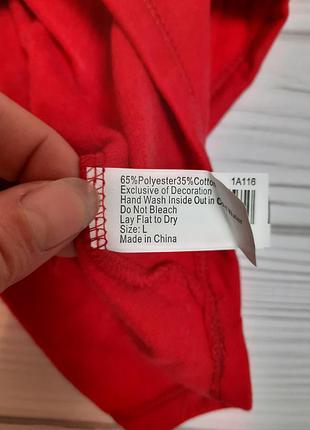 65%Polyester35%Cotton 1A116
Exclusive of Decoration
Hand Wash Inside Out in
Do Not Bleach
Lay Flat to Dry
Size: L
Made in China